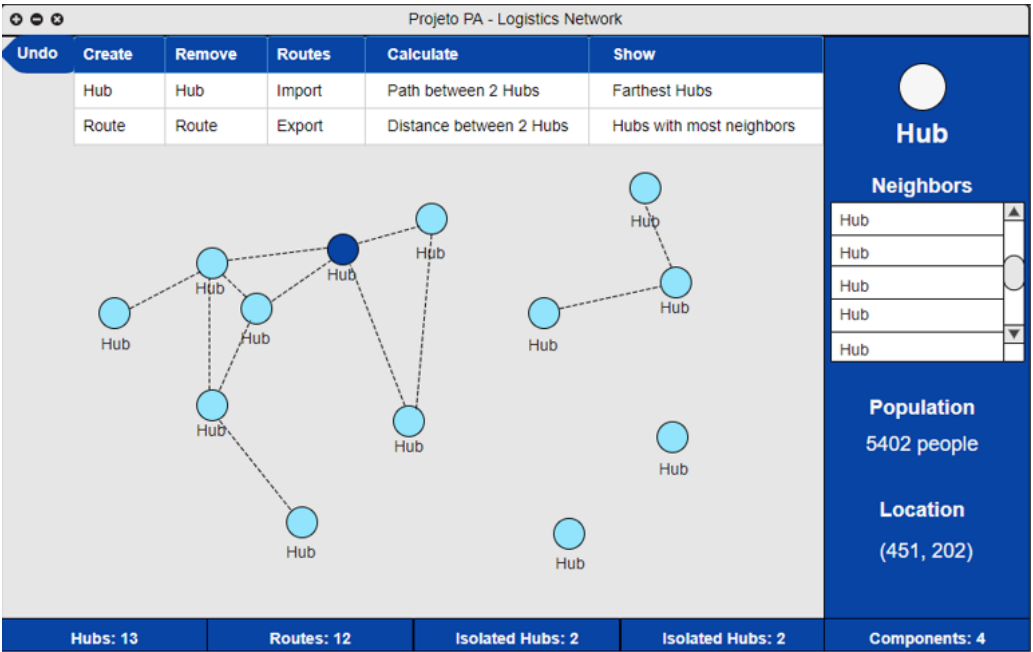 Projeto PA - Logistics Network
Undo
Create Remove Routes Calculate Show
Hub Hub Import Path between 2 Hubs Farthest Hubs
Route Route Export Distance between 2 Hubs Hubs with most neighbors
Hub
Hub
Hub
Hub
Hub
Hub
Hub
Hub
Hub
Hub
Hub
Hub
Hub
Hub
Neighbors
Hub
Hub
Hub
Hub
Hub
Population
5402 people
Location
(451, 202)
Hubs: 13
Routes: 12
Isolated Hubs: 2
Isolated Hubs: 2
Components: 4